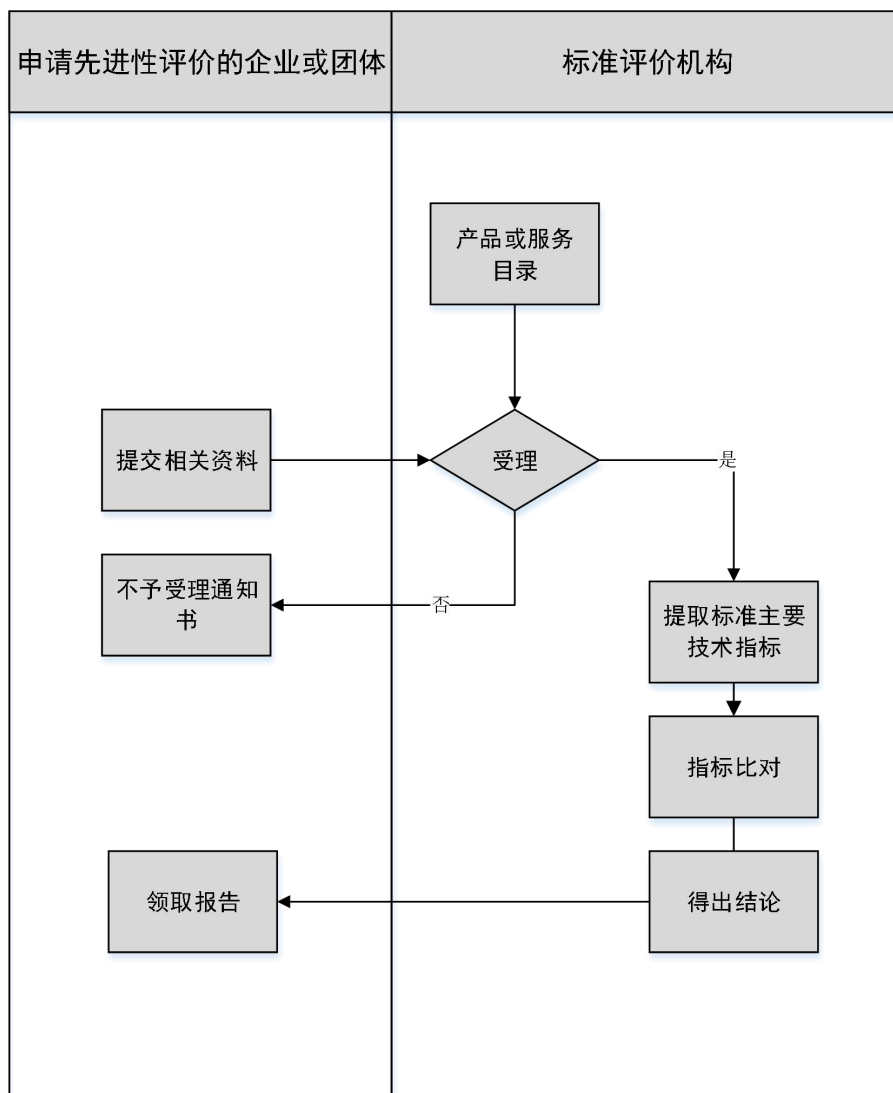 申请先进性评价的企业或团体
标准评价机构
产品或服务
目录
提交相关资料
受理
是
不予受理通知
书
否
提取标准主要
技术指标
指标比对
领取报告
得出结论